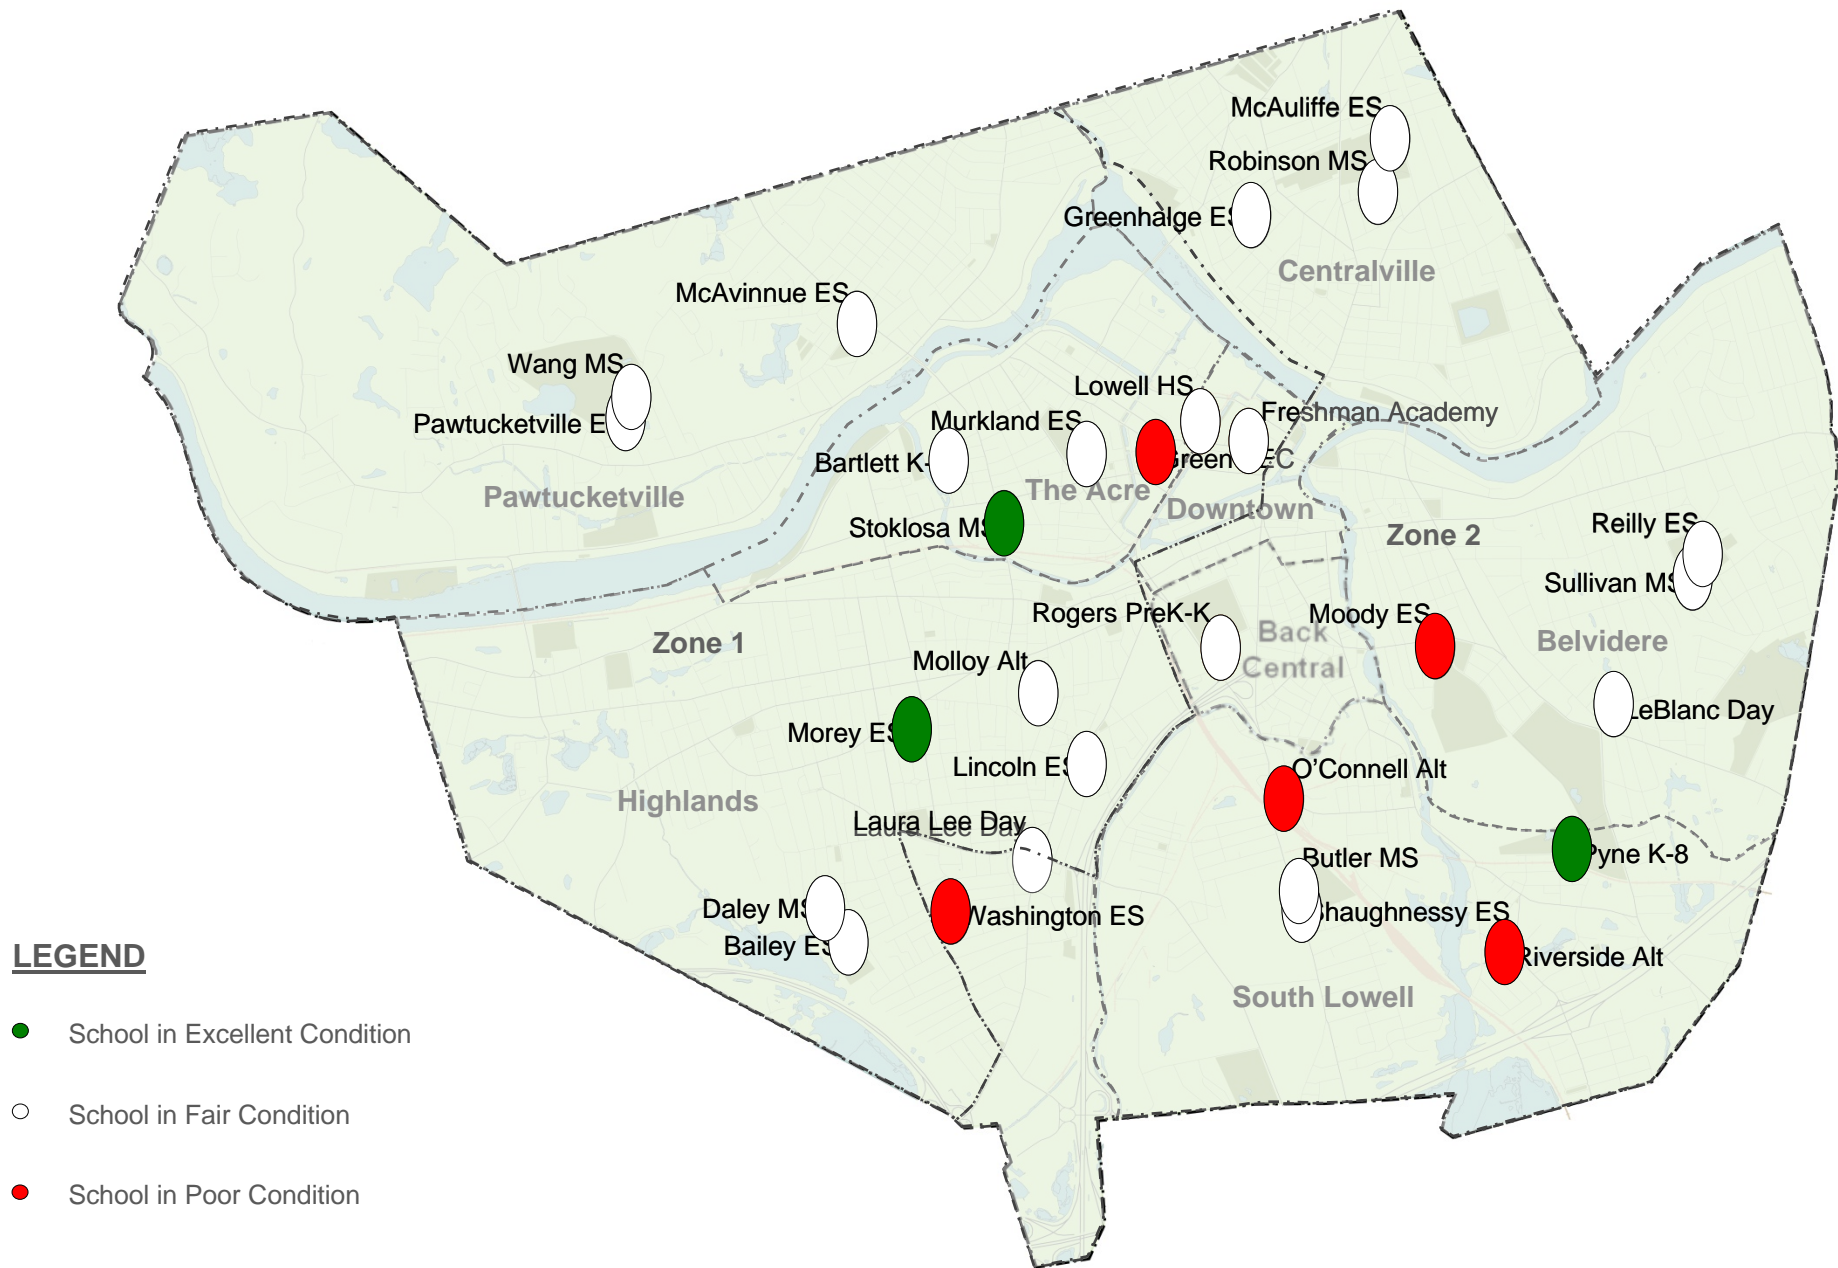 McAuliffe ES
Robinson MS
Greenhalge ES
Centralville
McAvinnue ES
Wang MS
Pawtucketville E
Pawtucketville
Lowell HS
Freshman Academy
Murkland ES
Bartlett K-
Green EC
The Acre
Downtown
Stoklosa MS
Zone 2
Reilly ES
Sullivan MS
Belvidere
Moody ES
Rogers PreK-K
Back
Central
Zone 1
Molloy Alt
LeBlanc Day
Morey ES
Lincoln ES
O'Connell Alt
Highlands
Laura Lee Day
Laura Lee Day
Butler MS
Pyne K-8
Daley MS
Washington ES
Shaughnessy ES
Bailey ES
Riverside Alt
South Lowell
LEGEND
School in Excellent Condition
School in Fair Condition
School in Poor Condition